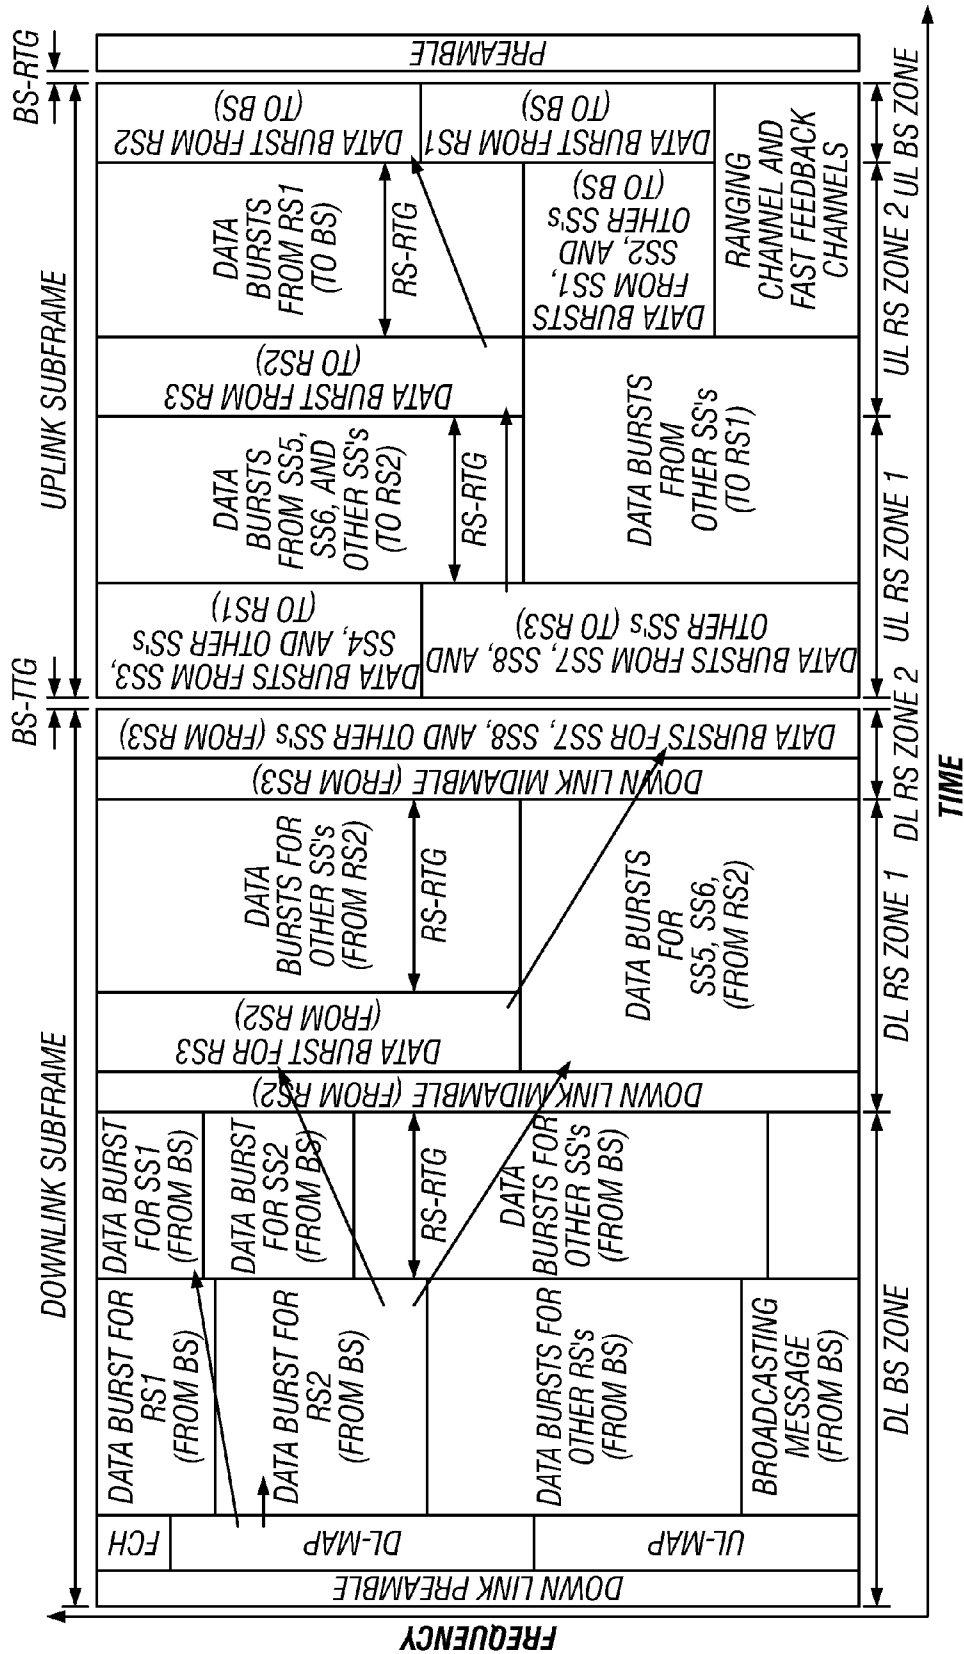 DOWNLINK SUBFRAME
BS-TTG
UPLINK SUBFRAME
BS-RTG
FREQUENCY
DOWN LINK PREAMBLE
FCH
DL-MAP
UL-MAP
DATA BURST FOR
RS1
(FROM BS)
DATA BURST FOR
RS2
(FROM BS)
DATA BURSTS FOR
OTHER RS's
(FROM BS)
BROADCASTING
MESSAGE
(FROM BS)
DATA BURST
FOR SS1
(FROM BS)
DATA BURST
FOR SS2
(FROM BS)
RS-RTG
DATA
BURSTS FOR
OTHER SS's
(FROM BS)
DOWN LINK MIDAMBLE (FROM RS2)
DATA BURST FOR RS3
(FROM RS2)
DATA
BURSTS FOR
OTHER SS's
(FROM RS2)
RS-RTG
DATA BURSTS
FOR
SS5, SS6,
(FROM RS2)
DOWN LINK MIDAMBLE (FROM RS3)
DATA BURSTS FOR SS7, SS8, AND OTHER SS's (FROM RS3)
DATA BURSTS FROM SS3,
SS4, AND OTHER SS's
(TO RS1)
DATA BURSTS FROM SS7, SS8, AND
OTHER SS's (TO RS3)
DATA
BURSTS
FROM SS5,
SS6, AND
OTHER SS's
(TO RS2)
RS-RTG
DATA BURST FROM RS3
(TO RS2)
DATA BURSTS
FROM
OTHER SS's
(TO RS1)
DATA
BURSTS
FROM RS1
(TO BS)
RS-RTG
DATA BURSTS
FROM SS1,
SS2, AND
OTHER SS's
(TO BS)
DATA BURST FROM RS2
(TO BS)
DATA BURST FROM RS1
(TO BS)
RANGING
CHANNEL AND
FAST FEEDBACK
CHANNELS
PREAMBLE
DL BS ZONE
DL RS ZONE 1
DL RS ZONE 2
UL RS ZONE 1
UL RS ZONE 2
UL BS ZONE
TIME